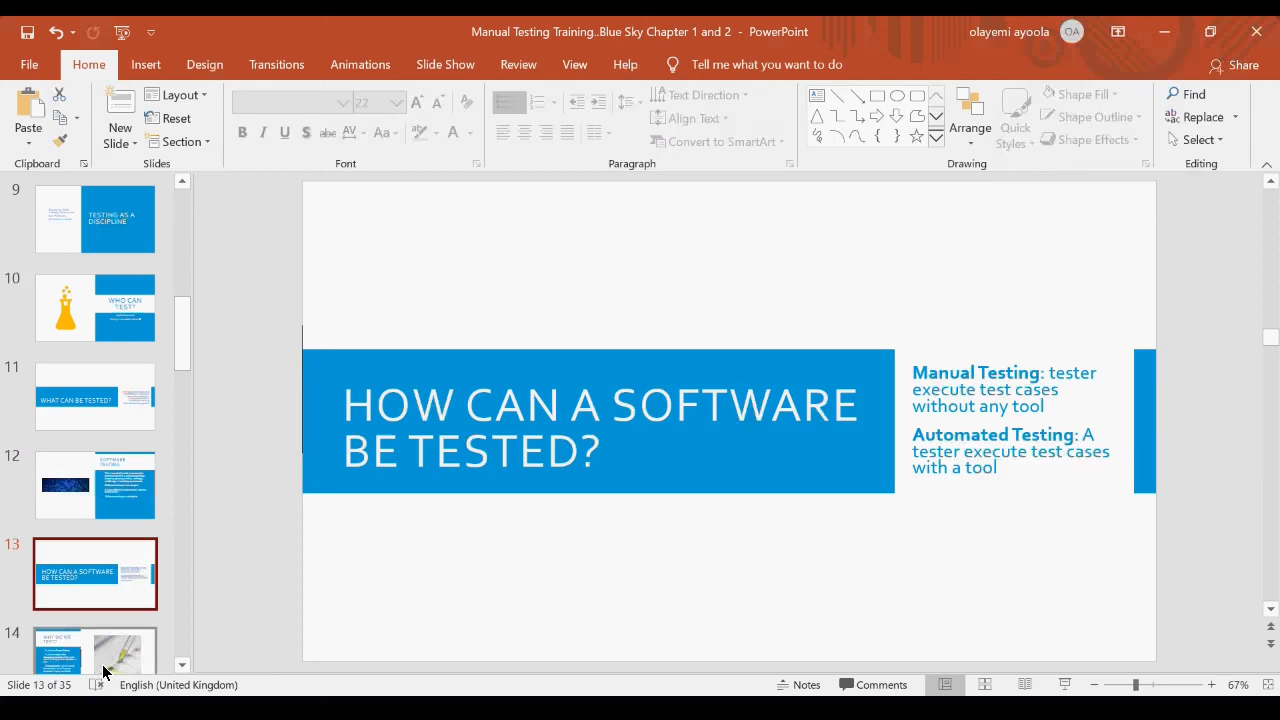 Manual Testing Training..Blue Sky Chapter 1 and 2 - PowerPoint
olayemi ayoola
OA
File
Home
Insert
Design
Transitions
Animations
Slide Show
Review
View
Help
Tell me what you want to do
Share
Paste
Clipboard
New
Slide
Layout
Reset
Section
Slides
22
Font
Text Direction
Align Text
Convert to SmartArt
Paragraph
Arrange
Quick
Styles
Shape Fill
Shape Outline
Shape Effects
Drawing
Find
Replace
Select
Editing
9
TESTING AS A
DISCIPLINE
10
WHO CAN
TEST?
11
WHAT CAN BE TESTED?
12
SOFTWARE
TESTING
13
HOW CAN A SOFTWARE
BE TESTED?
14
WHY DO WE
TEST?
HOW CAN A SOFTWARE
BE TESTED?
Manual Testing: tester
execute test cases
without any tool
Automated Testing: A
tester execute test cases
with a tool
Slide 13 of 35
English (United Kingdom)
Notes
Comments
67%